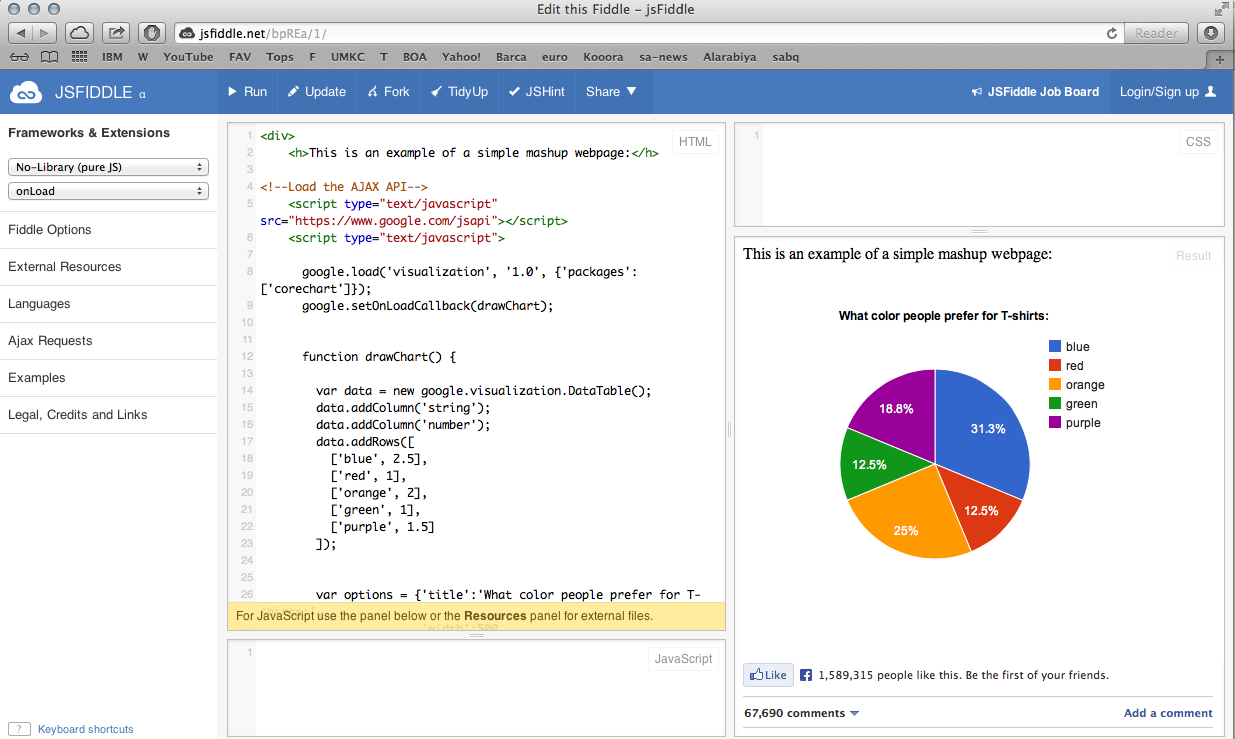 Edit this Fiddle – jsFiddle
jsfiddle.net/bpREa/1/
Reader
IBM W YouTube FAV Tops F UMKC T BOA Yahoo! Barca euro Kooora sa-news Alarabiya sabq
JSFIDDLE α
Run Update Fork TidyUp JSHint Share
JSFiddle Job Board Login/Sign up
Frameworks & Extensions
No-Library (pure JS)
onLoad
Fiddle Options
External Resources
Languages
Ajax Requests
Examples
Legal, Credits and Links
? Keyboard shortcuts
HTML
1 <div>
2 <h>This is an example of a simple mashup webpage:</h>
3
4 <!--Load the AJAX API-->
5 <script type="text/javascript"
src="https://www.google.com/jsapi"></script>
6 <script type="text/javascript">
7
8 google.load('visualization', '1.0', {'packages':
['corechart']});
9 google.setOnLoadCallback(drawChart);
10
11
12 function drawChart() {
13
14 var data = new google.visualization.DataTable();
15 data.addColumn('string');
16 data.addColumn('number');
17 data.addRows([
18 ['blue', 2.5],
19 ['red', 1],
20 ['orange', 2],
21 ['green', 1],
22 ['purple', 1.5]
23 ]);
24
25
26 var options = {'title':'What color people prefer for T-
For JavaScript use the panel below or the Resources panel for external files.
'width':500
1
JavaScript
1
CSS
This is an example of a simple mashup webpage:
Result
What color people prefer for T-shirts:
blue
red
orange
green
purple
18.8%
31.3%
12.5%
12.5%
25%
Like 1,589,315 people like this. Be the first of your friends.
67,690 comments
Add a comment